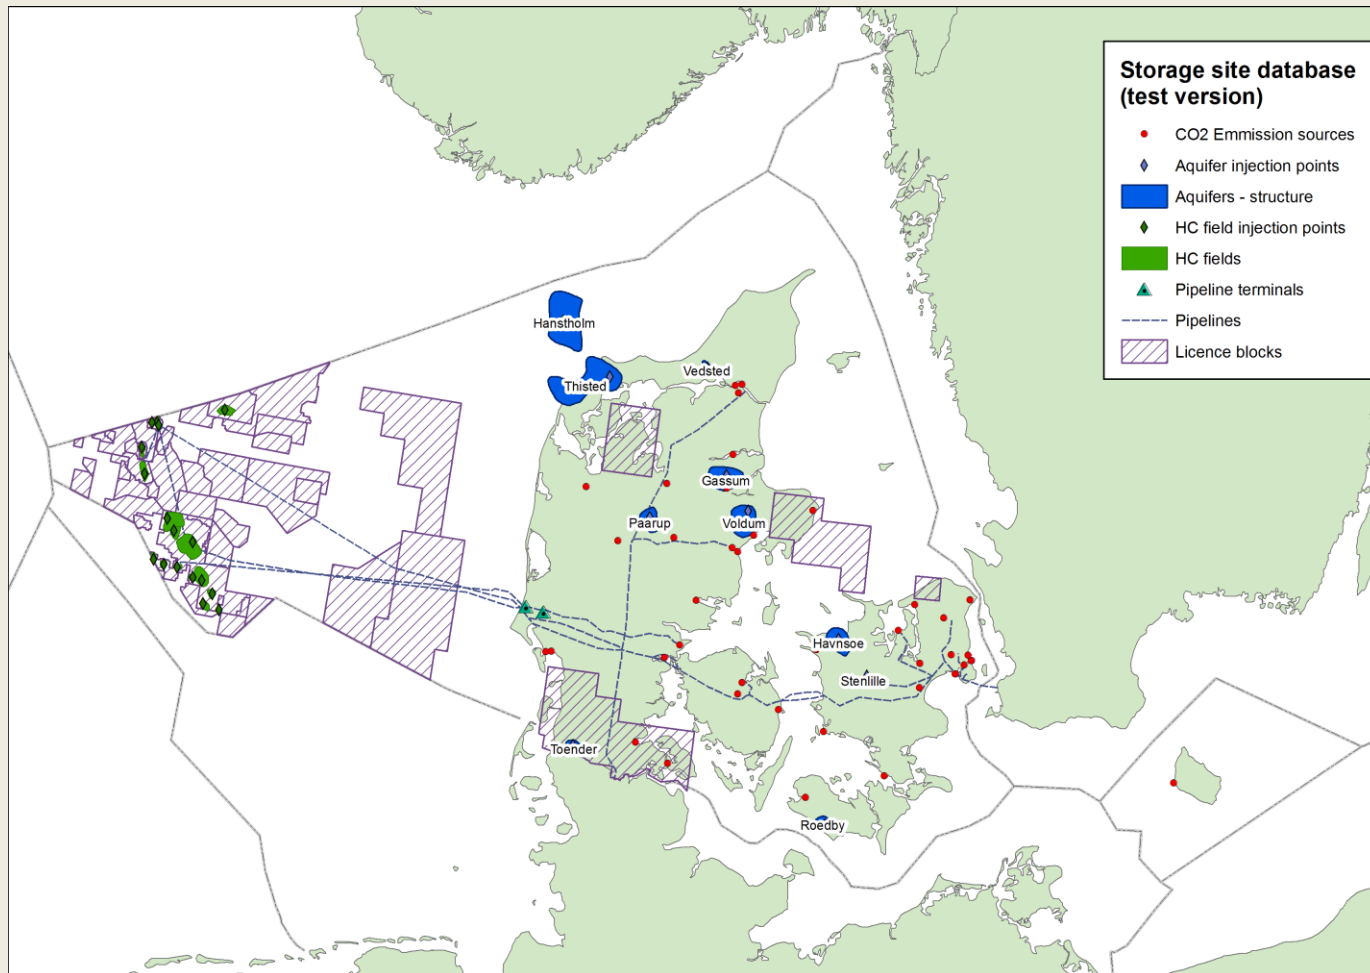 Storage site database
(test version)
CO2 Emmission sources
Aquifer injection points
Aquifers - structure
HC field injection points
HC fields
Pipeline terminals
Pipelines
Licence blocks
Hanstholm
Thisted
Vedsted
Gassum
Paarup
Voldum
Havnsoe
Stenlille
Toender
Roedby